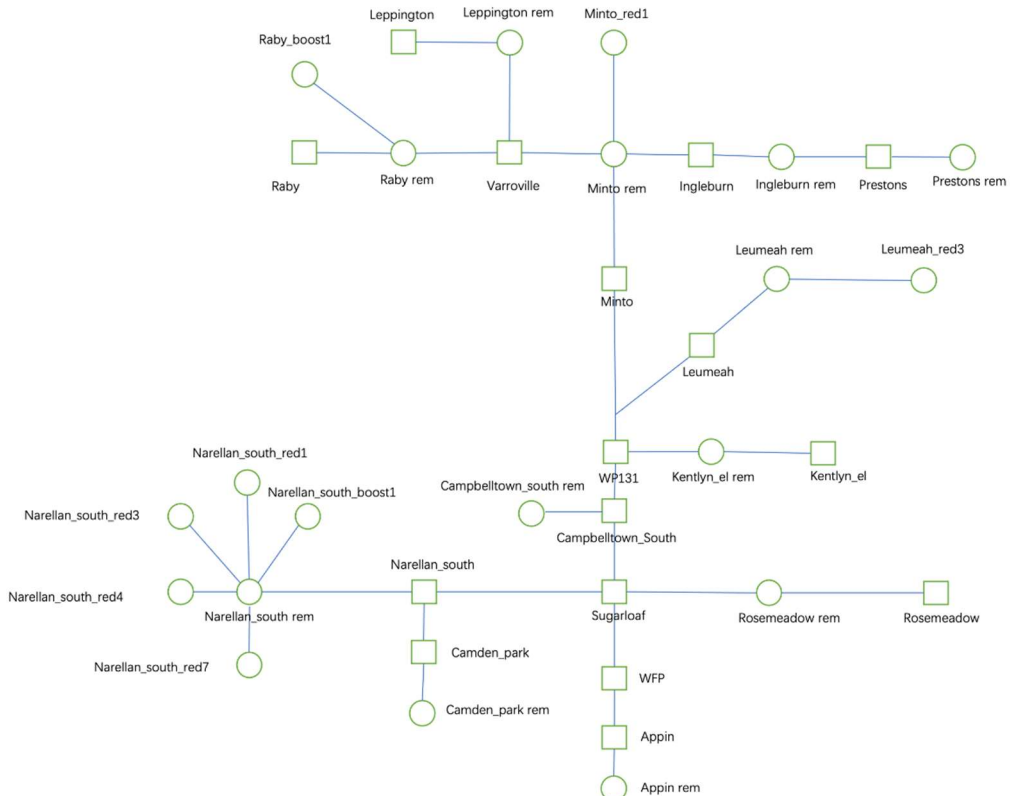 Leppington
Leppington rem
Minto_red1
Raby_boost1
Raby
Raby rem
Varroville
Minto rem
Ingleburn
Ingleburn rem
Prestons
Prestons rem
Leumeah rem
Leumeah_red3
Minto
Leumeah
Narellan_south_red1
WP131
Kentlyn_el rem
Kentlyn_el
Campbelltown_south rem
Narellan_south_boost1
Narellan_south_red3
Campbelltown_South
Narellan_south
Narellan_south_red4
Narellan_south rem
Sugarloaf
Rosemeadow rem
Rosemeadow
Camden_park
Narellan_south_red7
WFP
Camden_park rem
Appin
Appin rem